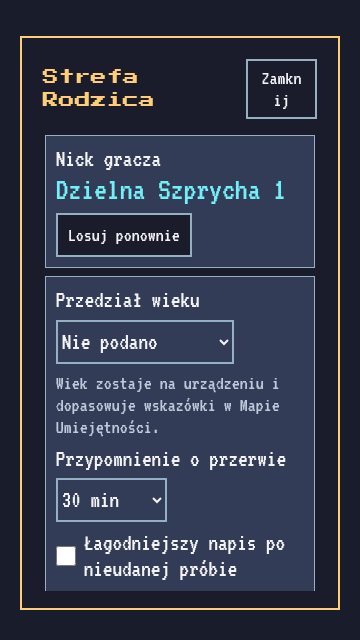 Strefa
Rodzica
Zamkn
ij
Nick gracza
Dzielna Szprycha 1
Losuj ponownie
Przedział wieku
Nie podano
Wiek zostaje na urządzeniu i
dopasowuje wskazówki w Mapie
Umiejętności.
Przypomnienie o przerwie
30 min
Łagodniejszy napis po
nieudanej próbie